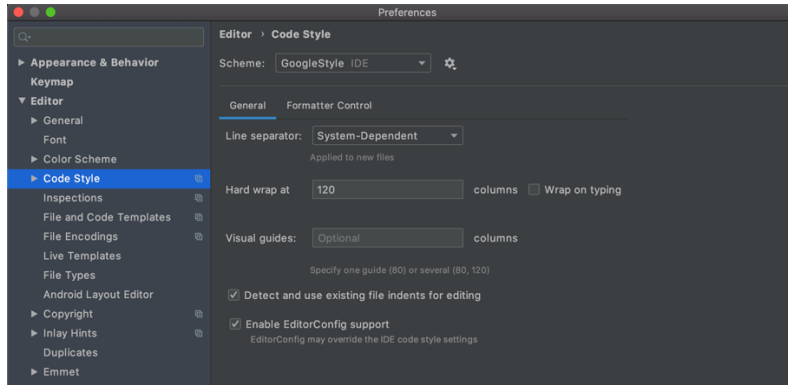 Preferences
Appearance & Behavior
Keymap
Editor
General
Font
Color Scheme
Code Style
Inspections
File and Code Templates
File Encodings
Live Templates
File Types
Android Layout Editor
Copyright
Inlay Hints
Duplicates
Emmet
Editor › Code Style
Scheme: GoogleStyle IDE
General Formatter Control
Line separator: System-Dependent
Applied to new files
Hard wrap at 120 columns Wrap on typing
Visual guides: Optional columns
Specify one guide (80) or several (80, 120)
Detect and use existing file indents for editing
Enable EditorConfig support
EditorConfig may override the IDE code style settings